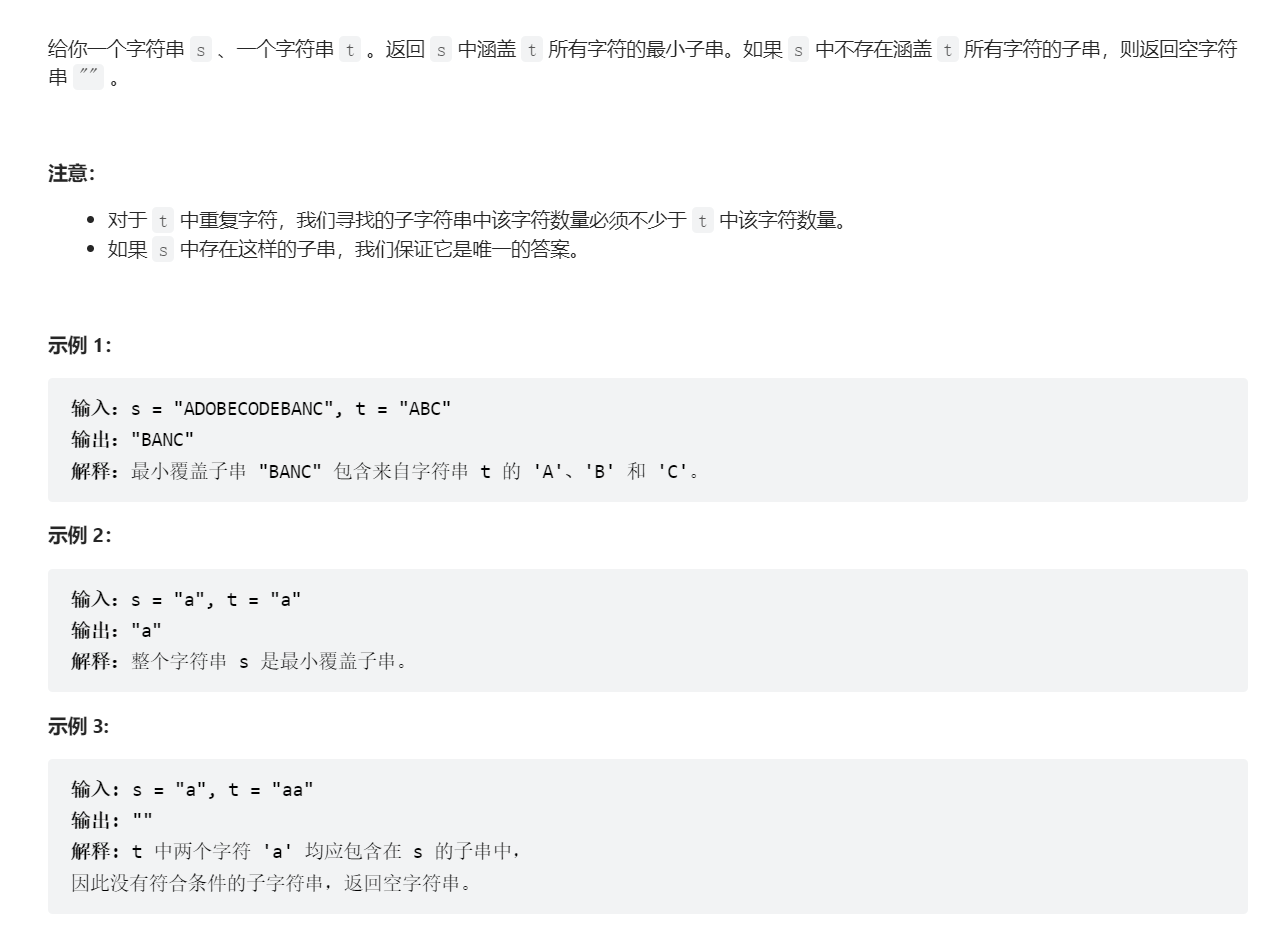 给你一个字符串 s 、一个字符串 t 。返回 s 中涵盖 t 所有字符的最小子串。如果 s 中不存在涵盖 t 所有字符的子串，则返回空字符
串 "" 。
注意：
对于 t 中重复字符，我们寻找的子字符串中该字符数量必须不少于 t 中该字符数量。
如果 s 中存在这样的子串，我们保证它是唯一的答案。
示例 1：
输入：s = "ADOBECODEBANC", t = "ABC"
输出："BANC"
解释：最小覆盖子串 "BANC" 包含来自字符串 t 的 'A'、'B' 和 'C'。
示例 2：
输入：s = "a", t = "a"
输出："a"
解释：整个字符串 s 是最小覆盖子串。
示例 3:
输入: s = "a", t = "aa"
输出: ""
解释: t 中两个字符 'a' 均应包含在 s 的子串中，
因此没有符合条件的子字符串，返回空字符串。